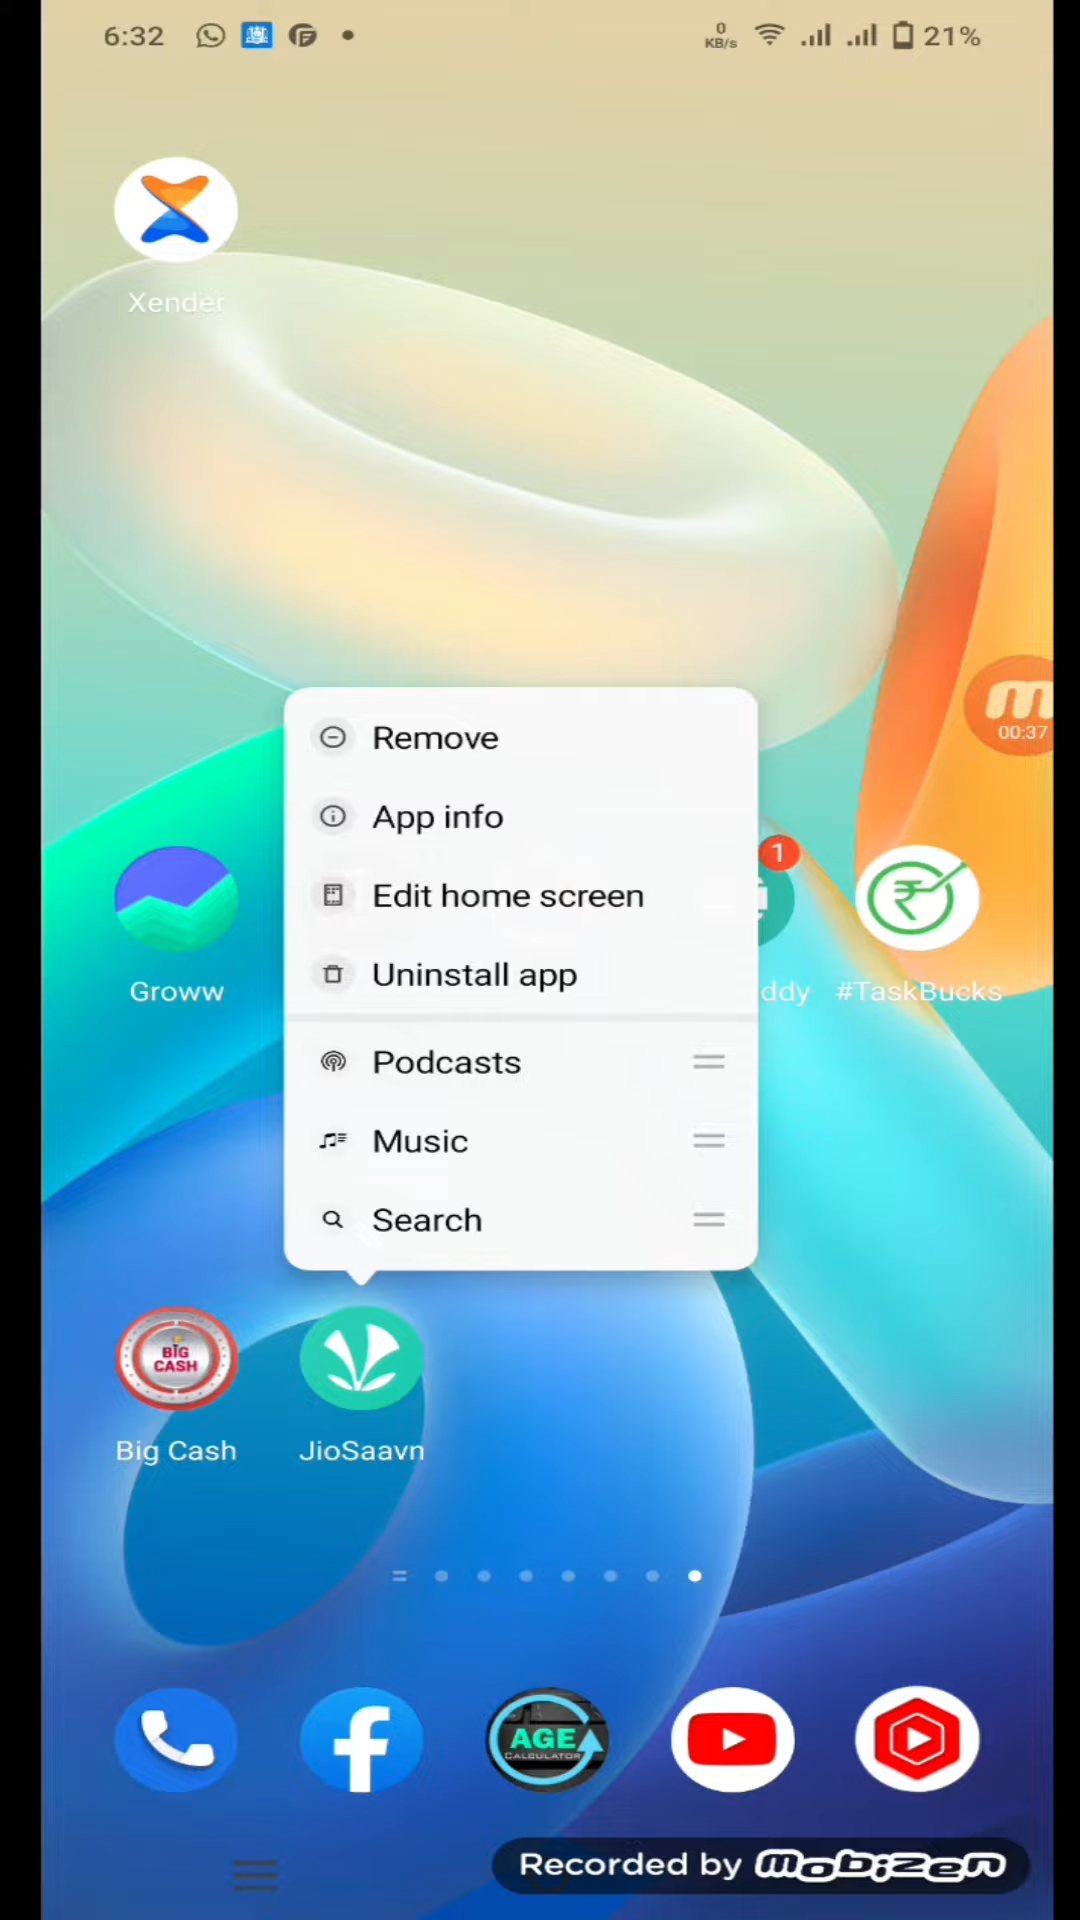 6:32
0
KB/s
21%
Xender
Remove
00:37
App info
1
Edit home screen
Uninstall app
Groww
ddy
#TaskBucks
Podcasts
Music
Search
BIG
CASH
Big Cash
JioSaavn
AGE
CALCULATOR
Recorded by mobizen